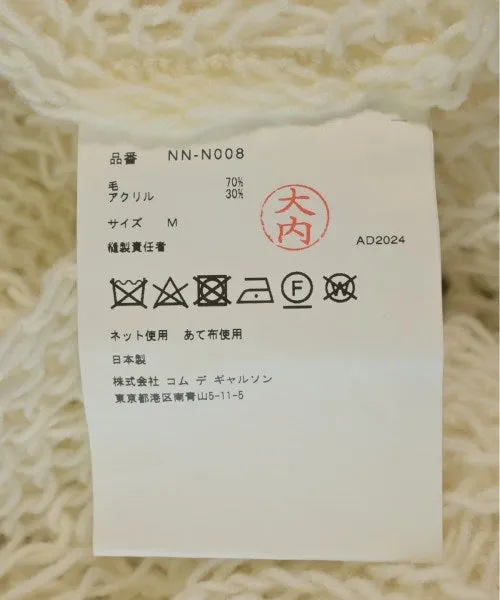 品番 NN-N008
毛 70%
アクリル 30%
サイズ M
大内
縫製責任者 AD2024
F W
ネット使用 あて布使用
日本製
株式会社 コム デ ギャルソン
東京都港区南青山5-11-5